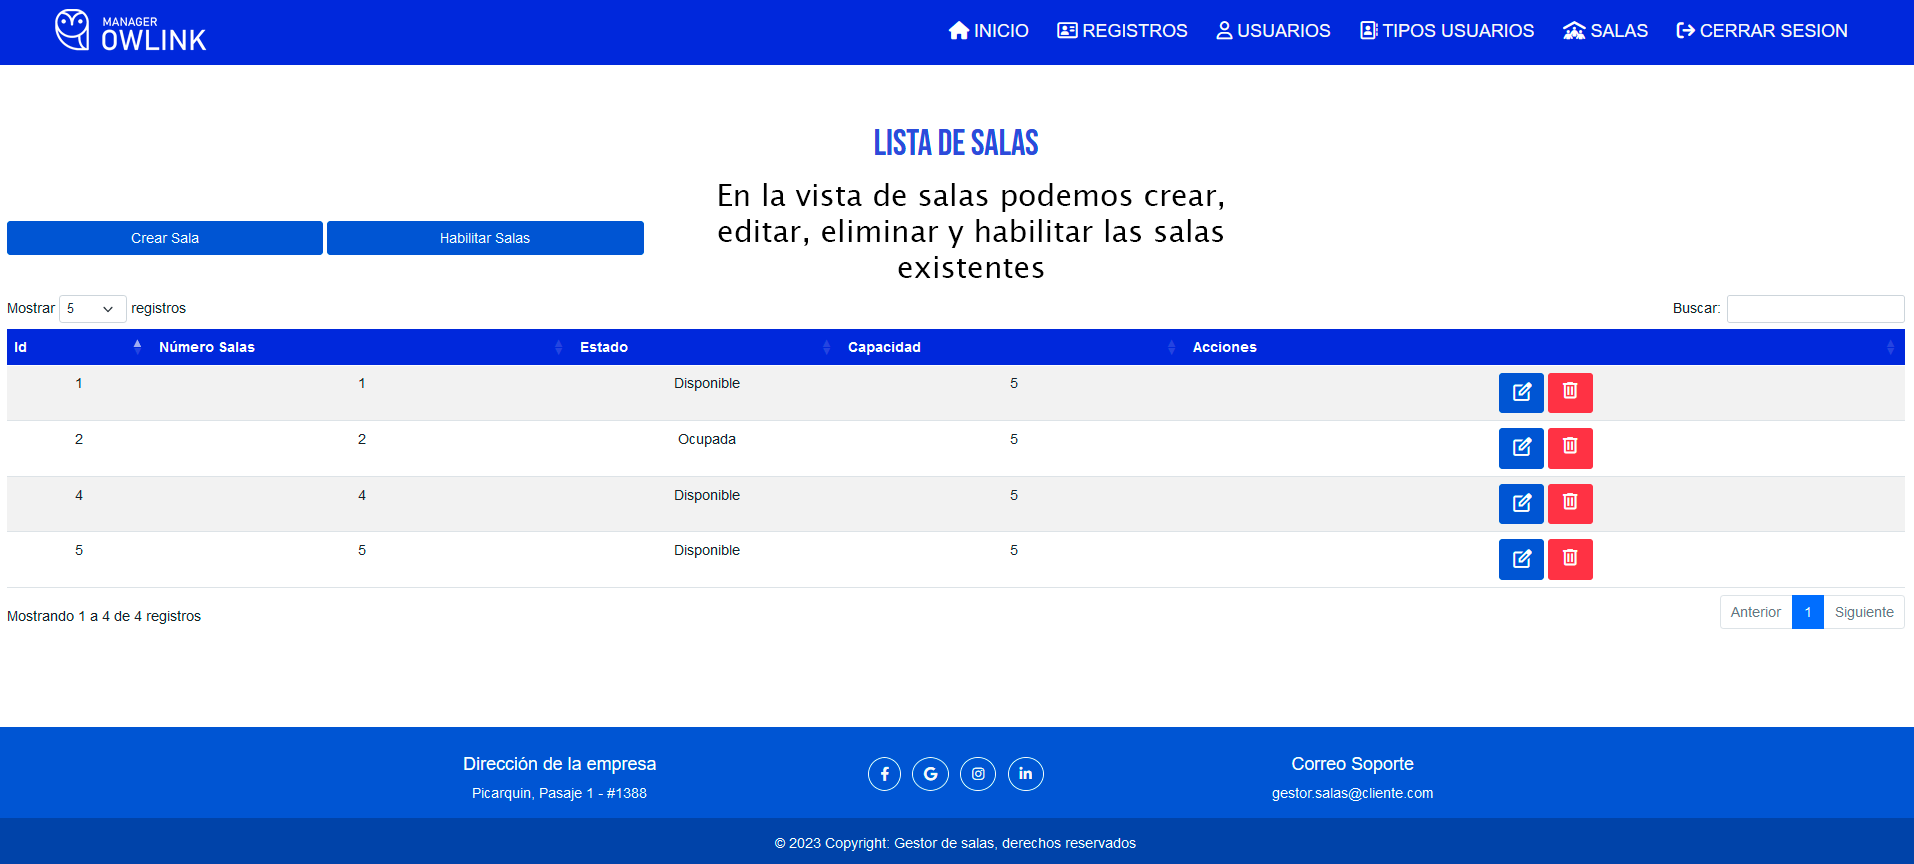 MANAGER
OWLINK
INICIO REGISTROS USUARIOS TIPOS USUARIOS SALAS CERRAR SESION
LISTA DE SALAS
En la vista de salas podemos crear,
editar, eliminar y habilitar las salas
existentes
Crear Sala Habilitar Salas
Mostrar 5 registros Buscar:
Id Número Salas Estado Capacidad Acciones
1 1 Disponible 5
2 2 Ocupada 5
4 4 Disponible 5
5 5 Disponible 5
Mostrando 1 a 4 de 4 registros Anterior 1 Siguiente
Dirección de la empresa Correo Soporte
Picarquin, Pasaje 1 - #1388 gestor.salas@cliente.com
© 2023 Copyright: Gestor de salas, derechos reservados